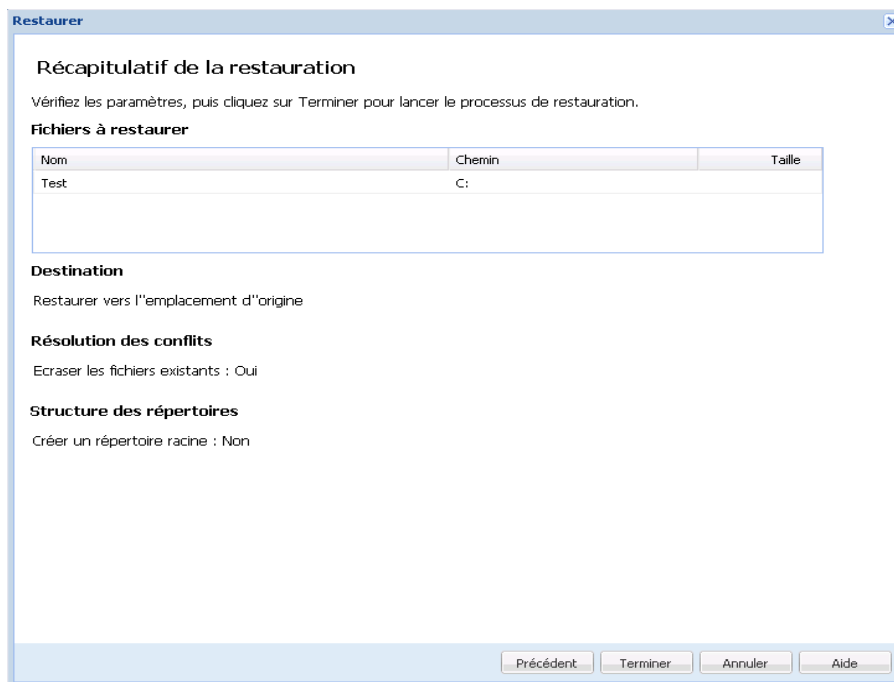 Restaurer
Récapitulatif de la restauration
Vérifiez les paramètres, puis cliquez sur Terminer pour lancer le processus de restauration.
Fichiers à restaurer
Nom Chemin Taille
Test C:
Destination
Restaurer vers l''emplacement d''origine
Résolution des conflits
Ecraser les fichiers existants : Oui
Structure des répertoires
Créer un répertoire racine : Non
Précédent Terminer Annuler Aide